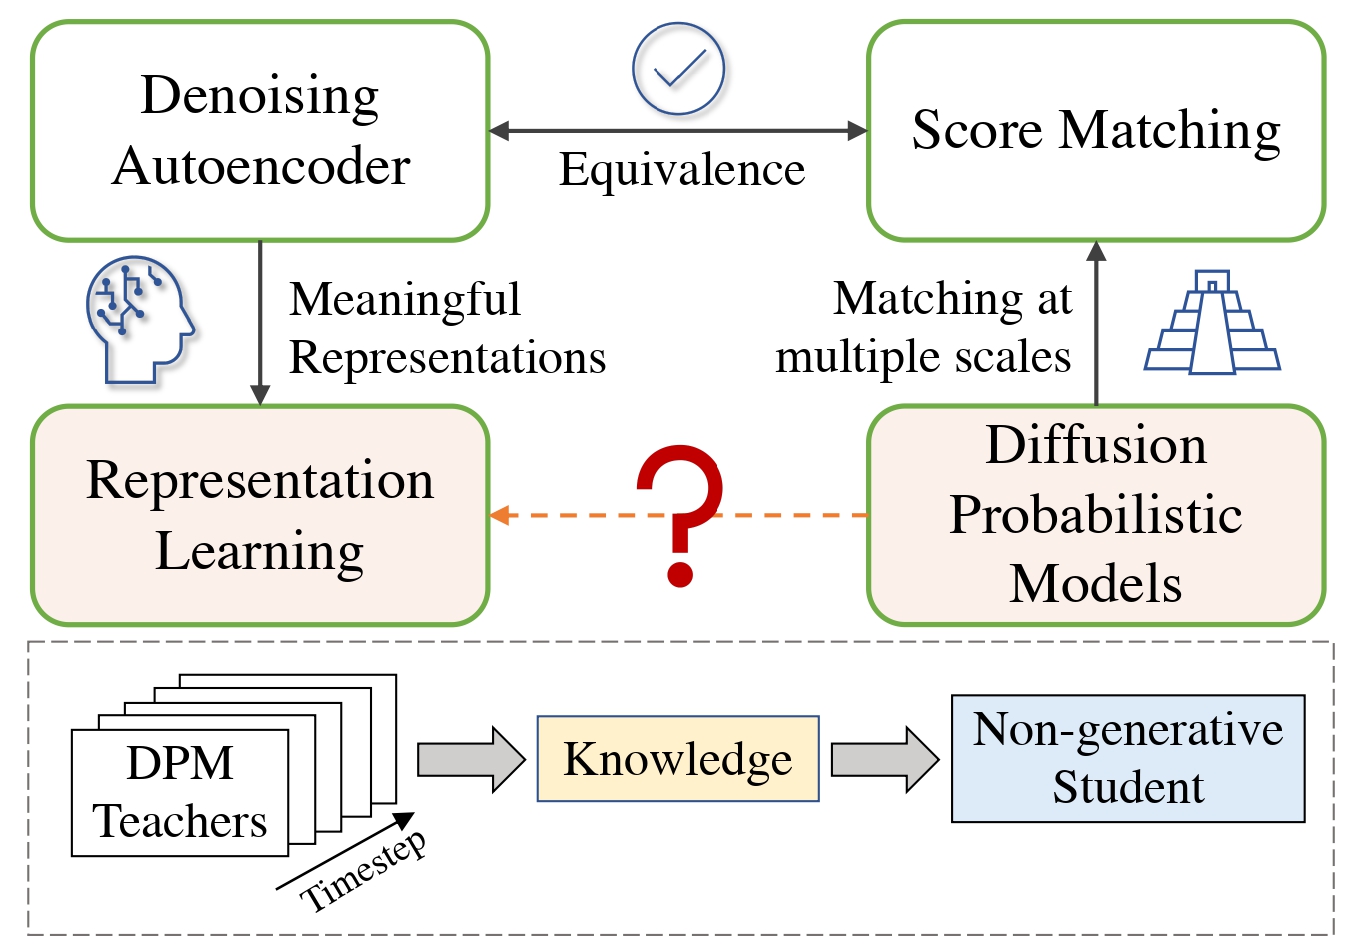 Denoising
Autoencoder
Equivalence
Score Matching
Meaningful
Representations
Matching at
multiple scales
Representation
Learning
?
Diffusion
Probabilistic
Models
DPM
Teachers
Timestep
Knowledge
Non-generative
Student